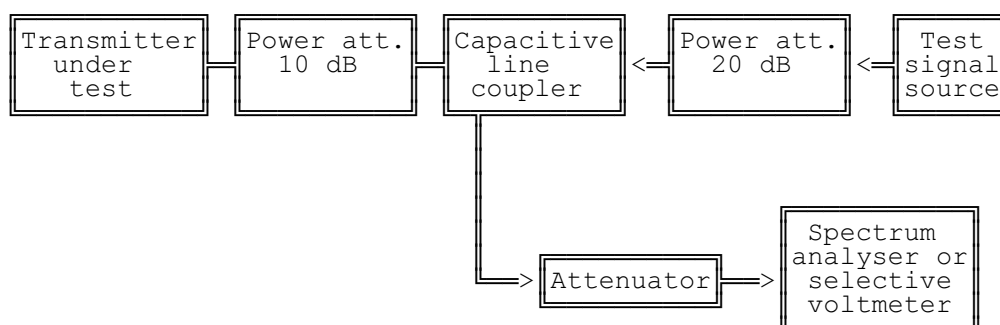 Transmitter
under
test
Power att.
10 dB
Capacitive
line
coupler
Power att.
20 dB
Test
signal
source
Attenuator
Spectrum
analyser or
selective
voltmeter